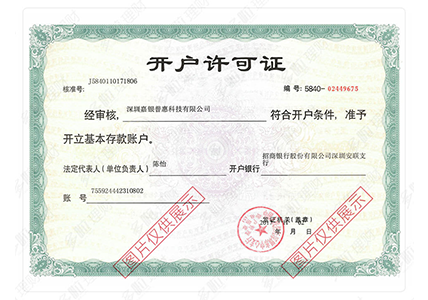 开户许可证
J5840110171806
核准号: 编 号: 5840-02449675
经审核, 深圳嘉银普惠科技有限公司 符合开户条件, 准予
开立基本存款账户。
法定代表人(单位负责人) 陈怡 开户银行 招商银行股份有限公司深圳安联支行
账 号 755924442310802
发证机关(盖章)
年 月 日
图片仅供展示
图片仅供展示